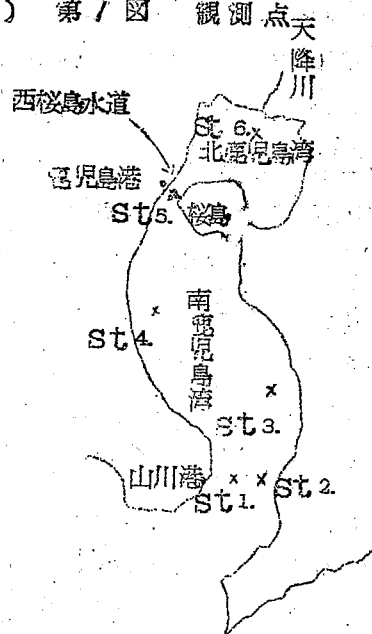 ) 第1図 観測点
天降川
西桜島水道
St 6.
北鹿児島湾
鹿児島港
St5.
桜島
南鹿児島湾
St4.
St3.
山川港
St1.
St2.